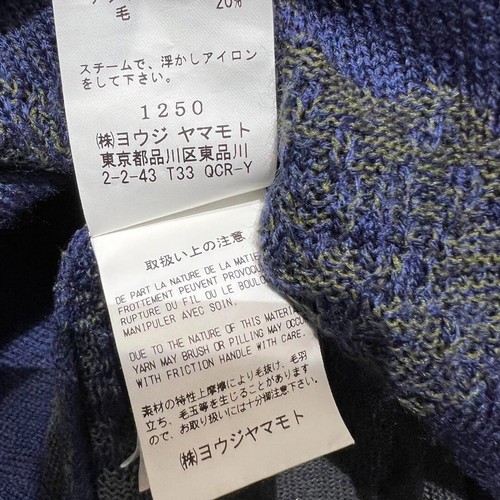 毛 20%
スチームで、浮かしアイロン
をして下さい。
1250
㈱ヨウジ ヤマモト
東京都品川区東品川
2-2-43 T33 QCR-Y
取扱い上の注意
DE PART LA NATURE DE LA
FROTTEMENT PEUVENT
RUPTURE DU FIL OU LE
MANIPULER AVEC SOIN.
DUE TO THE NATURE OF THIS
YARN MAY BRUSH OR PILLING MAY
WITH FRICTION HANDLE WITH CARE.
素材の特性上摩擦により毛抜け、毛羽
立ち、毛玉等を生じることがあります
ので、お取り扱いには十分御注意下さい。
㈱ヨウジヤマモト